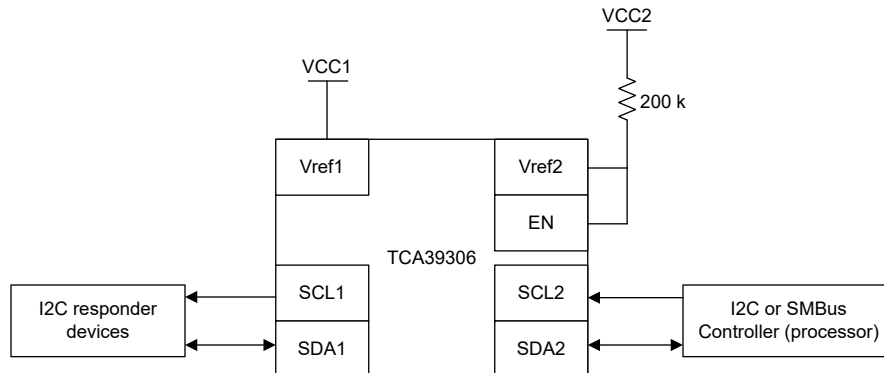 VCC2
VCC1
200 k
Vref1
Vref2
EN
TCA39306
I2C responder
devices
SCL1
SCL2
I2C or SMBus
Controller (processor)
SDA1
SDA2